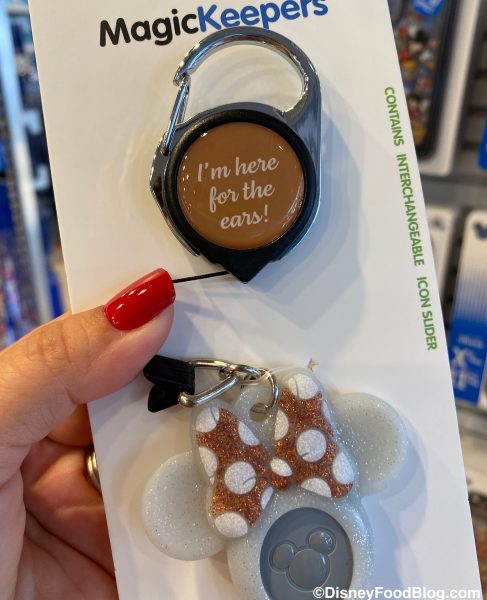 MagicKeepers
I'm here
for the
ears!
CONTAINS INTERCHANGEABLE ICON SLIDER
©DisneyFoodBlog.com